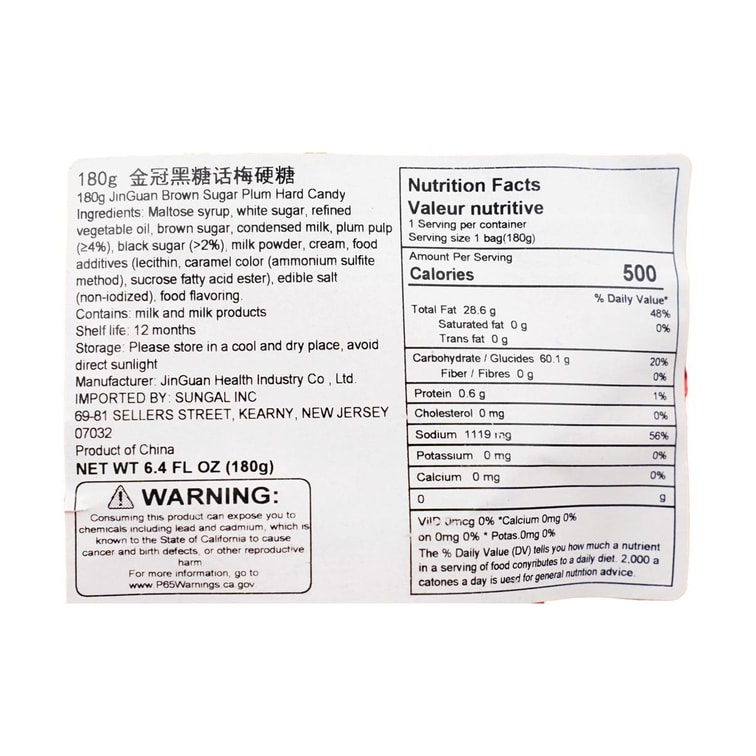 180g 金冠黑糖话梅硬糖
180g JinGuan Brown Sugar Plum Hard Candy
Ingredients: Maltose syrup, white sugar, refined
vegetable oil, brown sugar, condensed milk, plum pulp
(≥4%), black sugar (>2%), milk powder, cream, food
additives (lecithin, caramel color (ammonium sulfite
method), sucrose fatty acid ester), edible salt
(non-iodized), food flavoring.
Contains: milk and milk products
Shelf life: 12 months
Storage: Please store in a cool and dry place, avoid
direct sunlight
Manufacturer: JinGuan Health Industry Co , Ltd.
IMPORTED BY: SUNGAL INC
69-81 SELLERS STREET, KEARNY, NEW JERSEY
07032
Product of China
NET WT 6.4 FL OZ (180g)
WARNING:
Consuming this product can expose you to
chemicals including lead and cadmium, which is
known to the State of California to cause
cancer and birth defects, or other reproductive
harm
For more information, go to
www.P65Warnings.ca.gov
Nutrition Facts
Valeur nutritive
1 Serving per container
Serving size 1 bag(180g)
Amount Per Serving
Calories 500
% Daily Value*
Total Fat 28.6 g 48%
Saturated fat 0 g 0%
Trans fat 0 g
Carbohydrate / Glucides 60.1 g 20%
Fiber / Fibres 0 g 0%
Protein 0.6 g 1%
Cholesterol 0 mg 0%
Sodium 1119 mg 56%
Potassium 0 mg 0%
Calcium 0 mg 0%
0 g
VitD 0mcg 0% *Calcium 0mg 0%
on 0mg 0% * Potas.0mg 0%
The % Daily Value (DV) tells you how much a nutrient
in a serving of food conyributes to a daily diet. 2,000 a
catones a day is uesd for general nutntion advice.